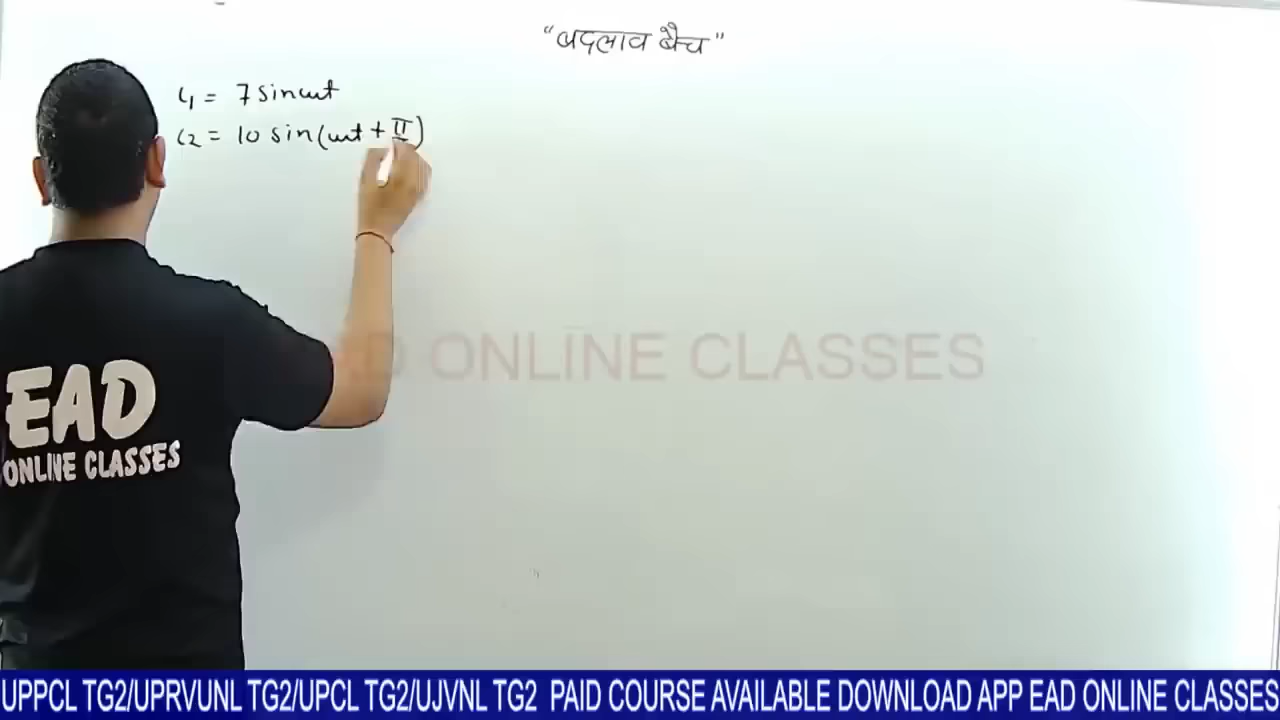 “बदलाव बैच”
i1 = 7 sinωt
i2 = 10 sin(ωt + π
EAD ONLINE CLASSES
EAD
ONLINE CLASSES
UPPCL TG2/UPRVUNL TG2/UPCL TG2/UJVNL TG2 PAID COURSE AVAILABLE DOWNLOAD APP EAD ONLINE CLASSES